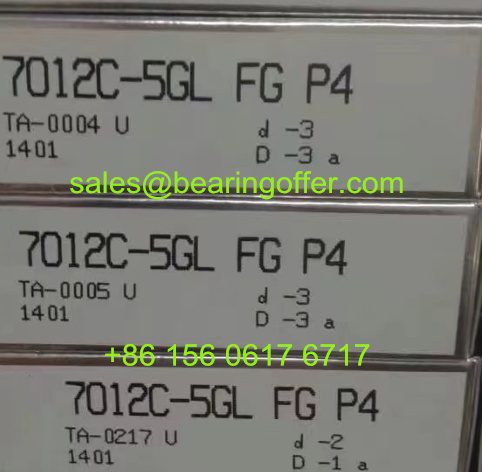 7012C-5GL FG P4
TA-0004 U d -3
1401 D -3 a
sales@bearingoffer.com
7012C-5GL FG P4
TA-0005 U d -3
1401 D -3 a
+86 156 0617 6717
7012C-5GL FG P4
TA-0217 U d -2
1401 D -1 a